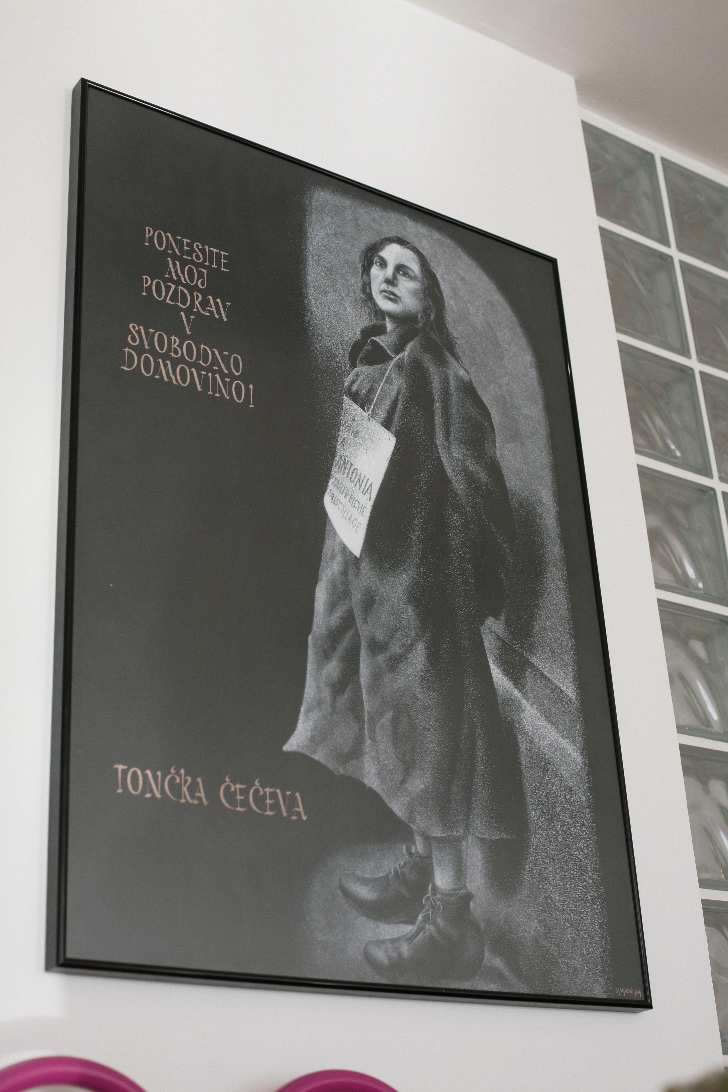 PONESITE
MOJ
POZDRAV
V
SVOBODNO
DOMOVINO!
TONČKA ČEČEVA